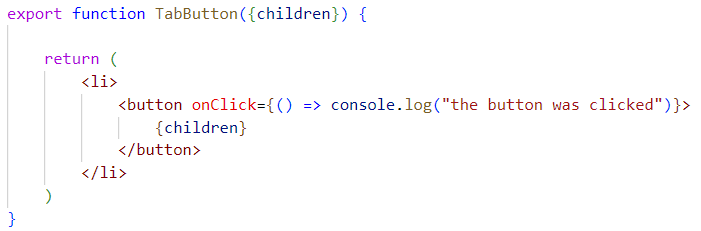 export function TabButton({children}) {
return (
<li>
<button onClick={() => console.log("the button was clicked")}>
{children}
</button>
</li>
)
}